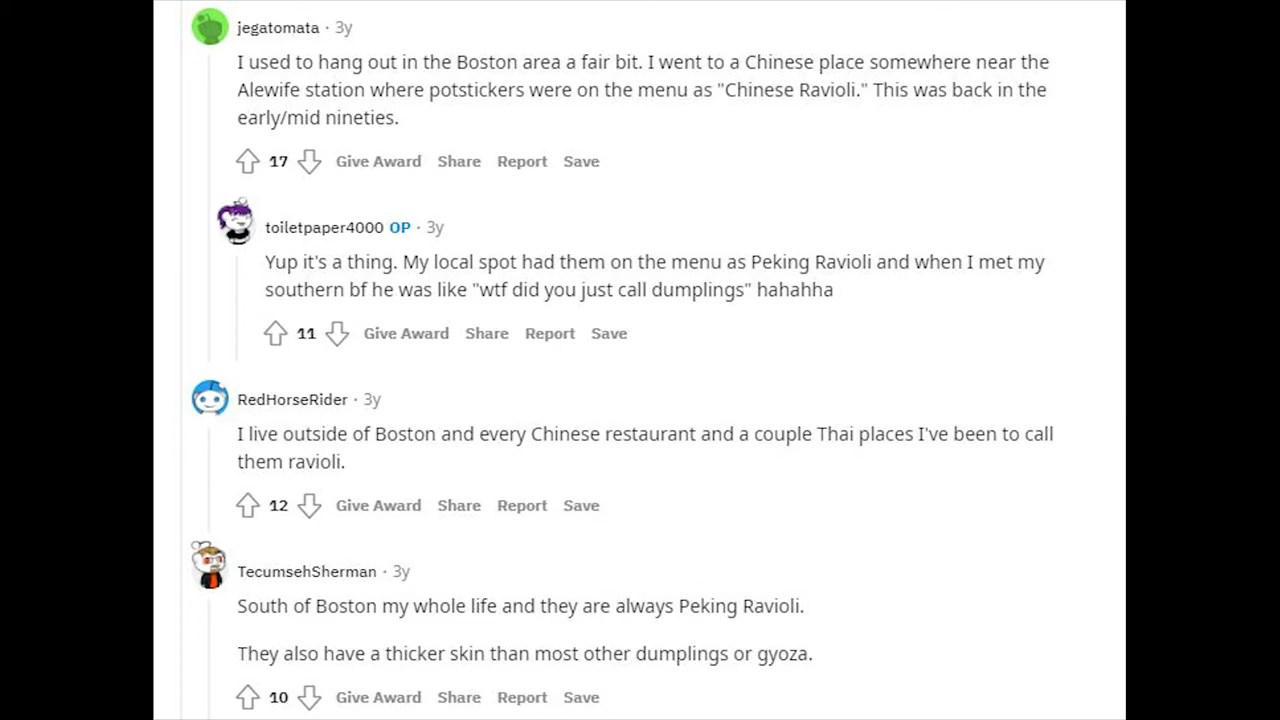 jegatomata · 3y
I used to hang out in the Boston area a fair bit. I went to a Chinese place somewhere near the
Alewife station where potstickers were on the menu as "Chinese Ravioli." This was back in the
early/mid nineties.
17 Give Award Share Report Save
toiletpaper4000 OP · 3y
Yup it's a thing. My local spot had them on the menu as Peking Ravioli and when I met my
southern bf he was like "wtf did you just call dumplings" hahahha
11 Give Award Share Report Save
RedHorseRider · 3y
I live outside of Boston and every Chinese restaurant and a couple Thai places I've been to call
them ravioli.
12 Give Award Share Report Save
TecumsehSherman · 3y
South of Boston my whole life and they are always Peking Ravioli.
They also have a thicker skin than most other dumplings or gyoza.
10 Give Award Share Report Save